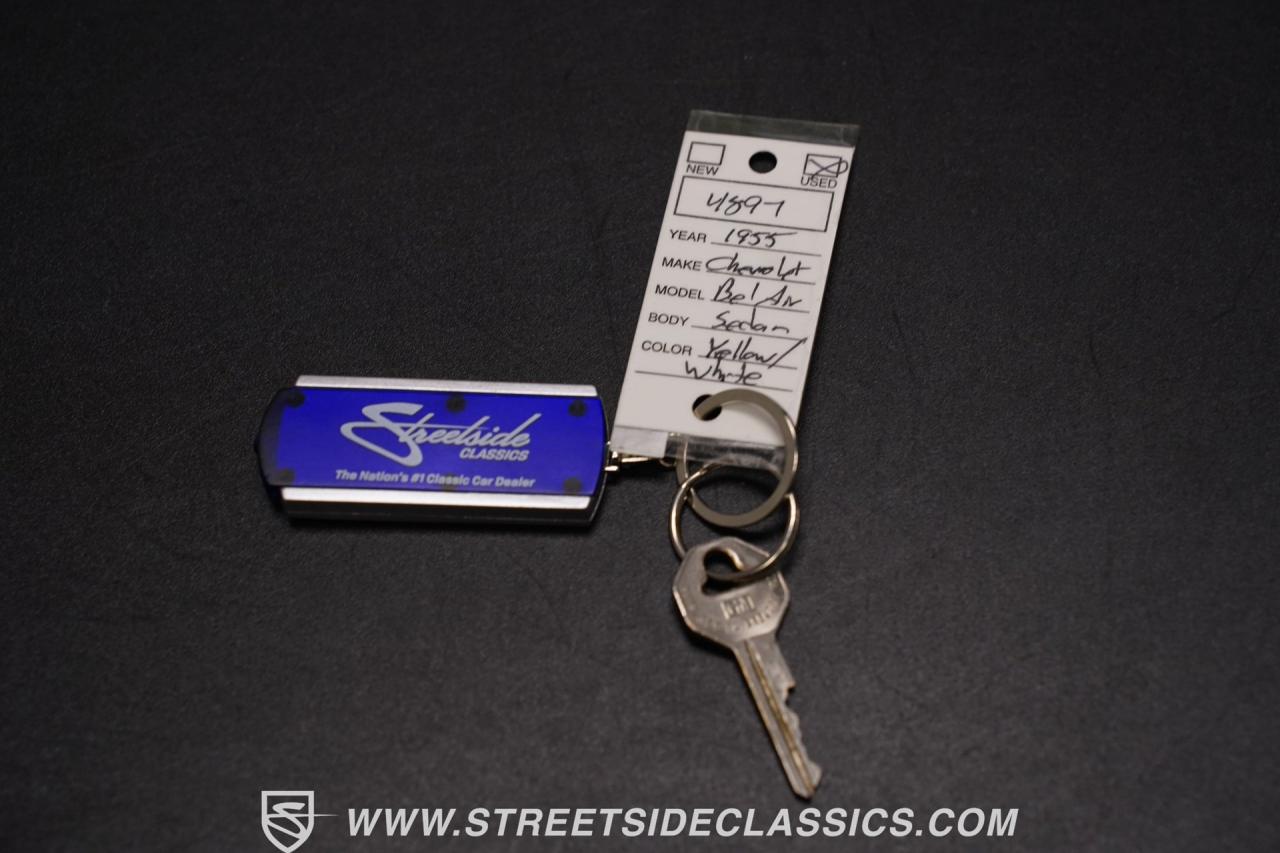 NEW USED
4897
YEAR 1955
MAKE Chevrolet
MODEL Bel Air
BODY Sedan
COLOR Yellow/
White
Streetside
CLASSICS
The Nation's #1 Classic Car Dealer
GM
WWW.STREETSIDECLASSICS.COM